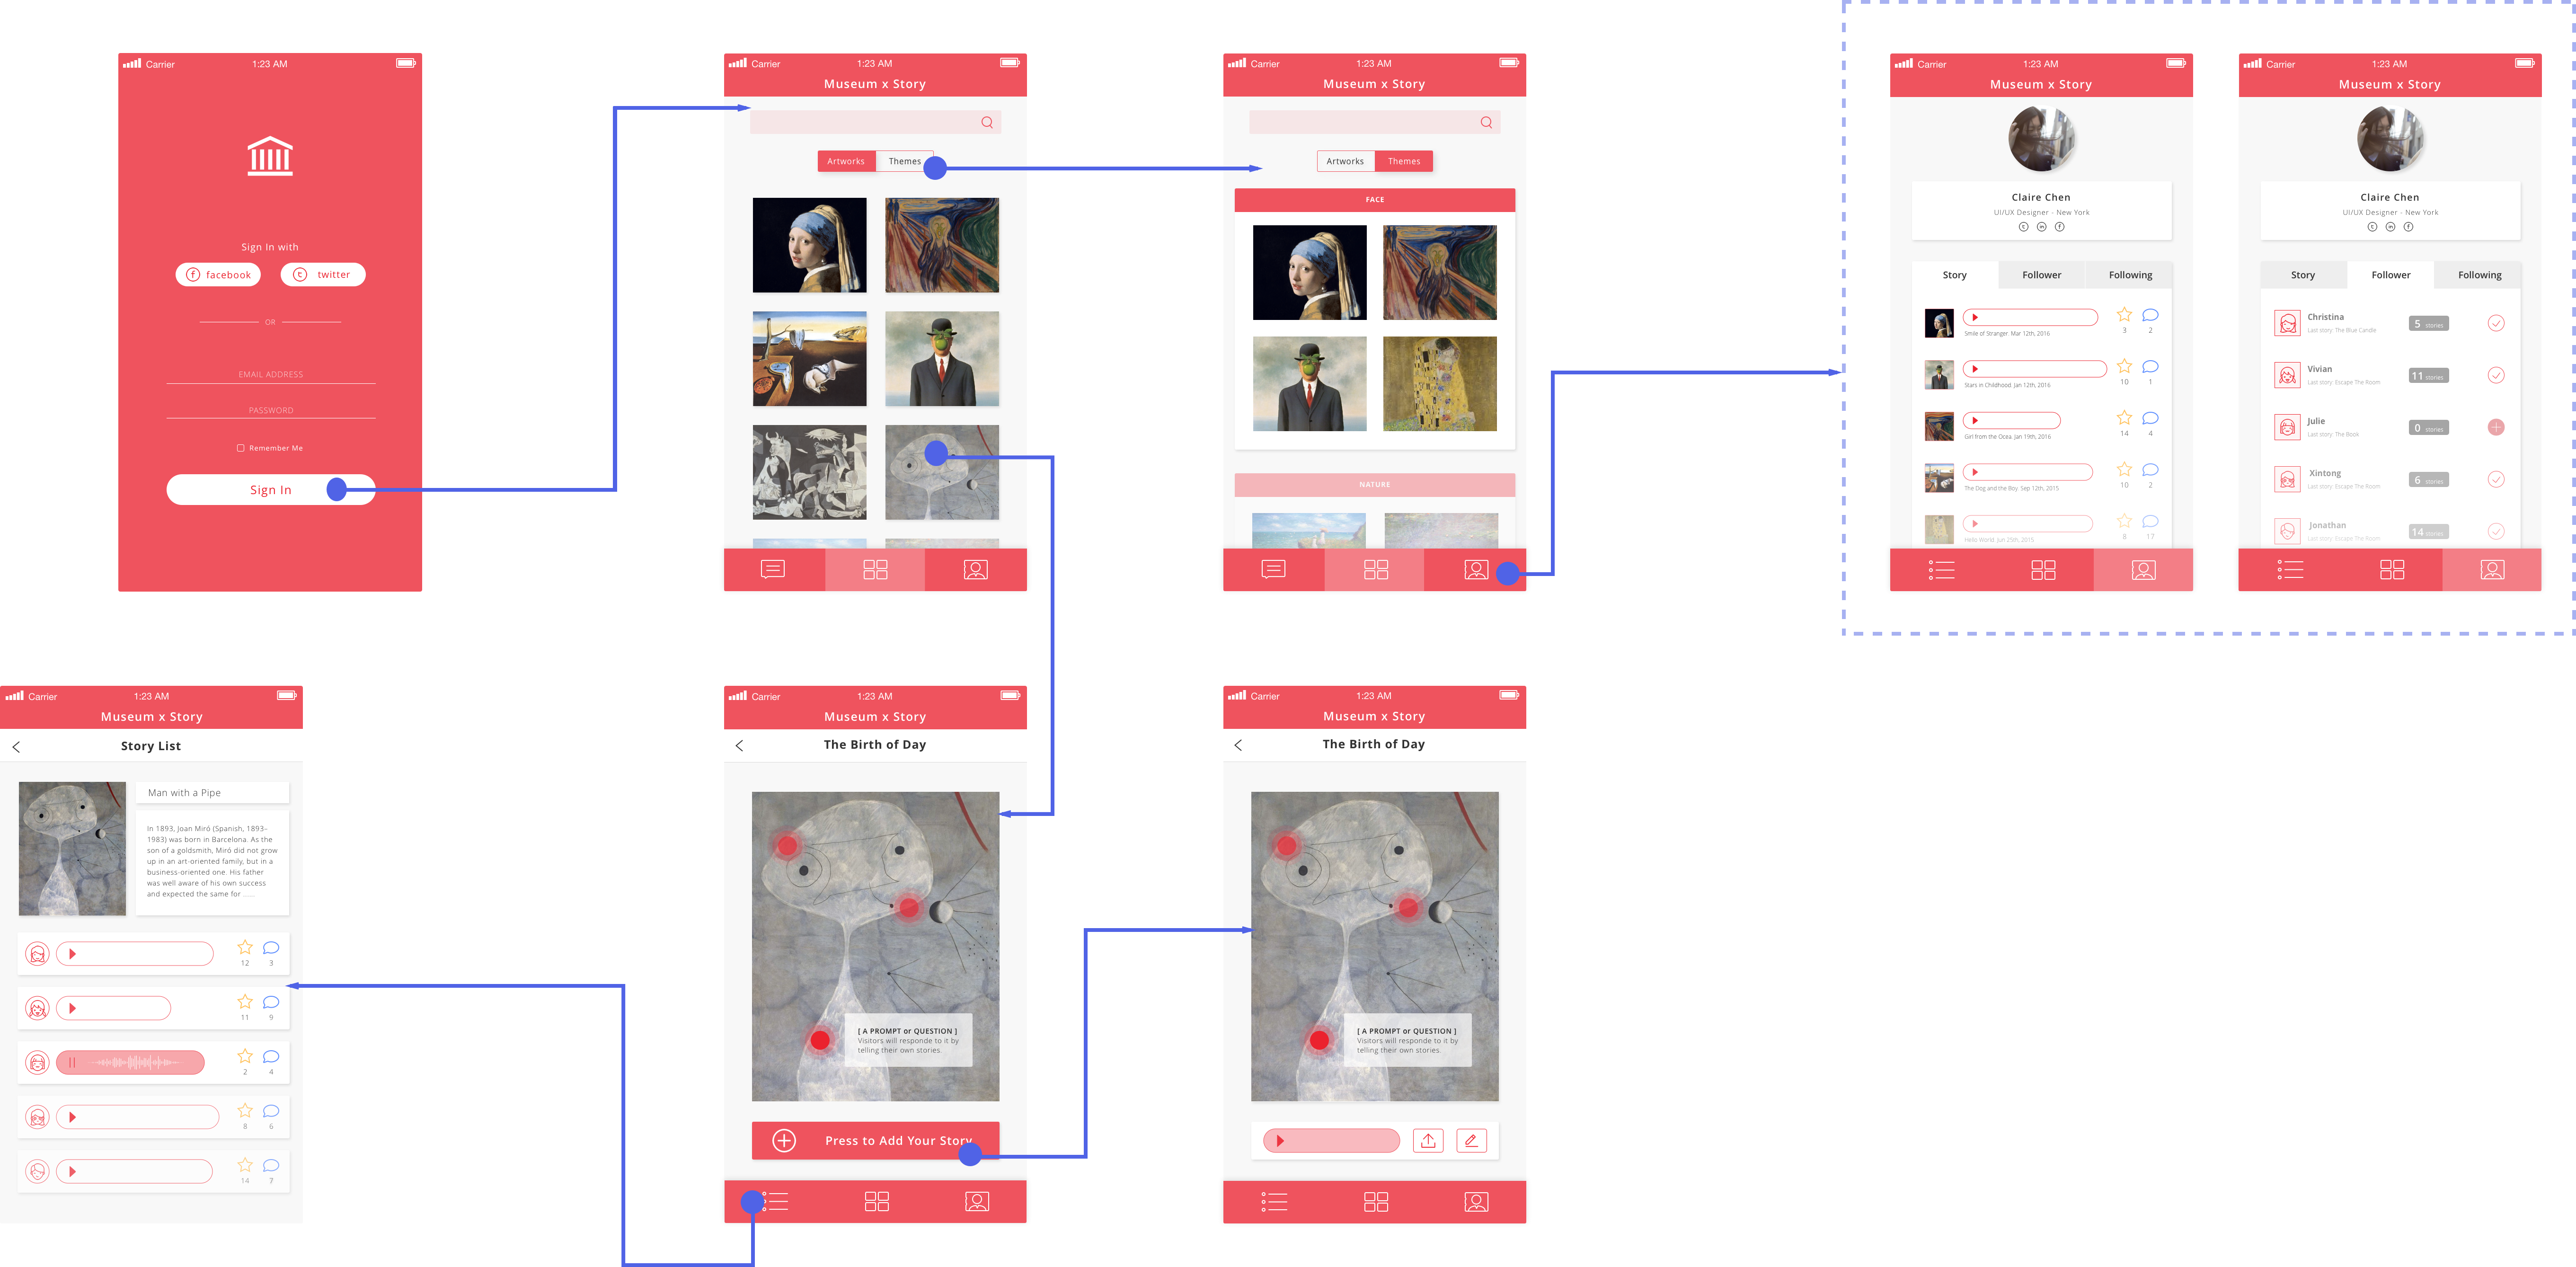 Carrier 1:23 AM
Sign In with
facebook twitter
OR
EMAIL ADDRESS
PASSWORD
Remember Me
Sign In
Carrier 1:23 AM
Museum x Story
Artworks Themes
Carrier 1:23 AM
Museum x Story
Artworks Themes
FACE
NATURE
Carrier 1:23 AM
Museum x Story
Claire Chen
UI/UX Designer - New York
Story Follower Following
3 2
Smile of Stranger. Mar 12th, 2016
10 1
Stars in Childhood. Jan 12th, 2016
14 4
Girl from the Ocea. Jan 19th, 2016
10 2
The Dog and the Boy. Sep 12th, 2015
8 17
Hello World. Jun 25th, 2015
Carrier 1:23 AM
Museum x Story
Claire Chen
UI/UX Designer - New York
Story Follower Following
Christina
Last story: The Blue Candle
5 stories
Vivian
Last story: Escape The Room
11 stories
Julie
Last story: The Book
0 stories
Xintong
Last story: Escape The Room
6 stories
Jonathan
Last story: Escape The Room
14 stories
Carrier 1:23 AM
Museum x Story
Story List
Man with a Pipe
In 1893, Joan Miró (Spanish, 1893–
1983) was born in Barcelona. As the
son of a goldsmith, Miró did not grow
up in an art-oriented family, but in a
business-oriented one. His father
was well aware of his own success
and expected the same for ......
12 3
11 9
2 4
8 6
14 7
Carrier 1:23 AM
Museum x Story
The Birth of Day
[ A PROMPT or QUESTION ]
Visitors will responde to it by
telling their own stories.
Press to Add Your Story
Carrier 1:23 AM
Museum x Story
The Birth of Day
[ A PROMPT or QUESTION ]
Visitors will responde to it by
telling their own stories.